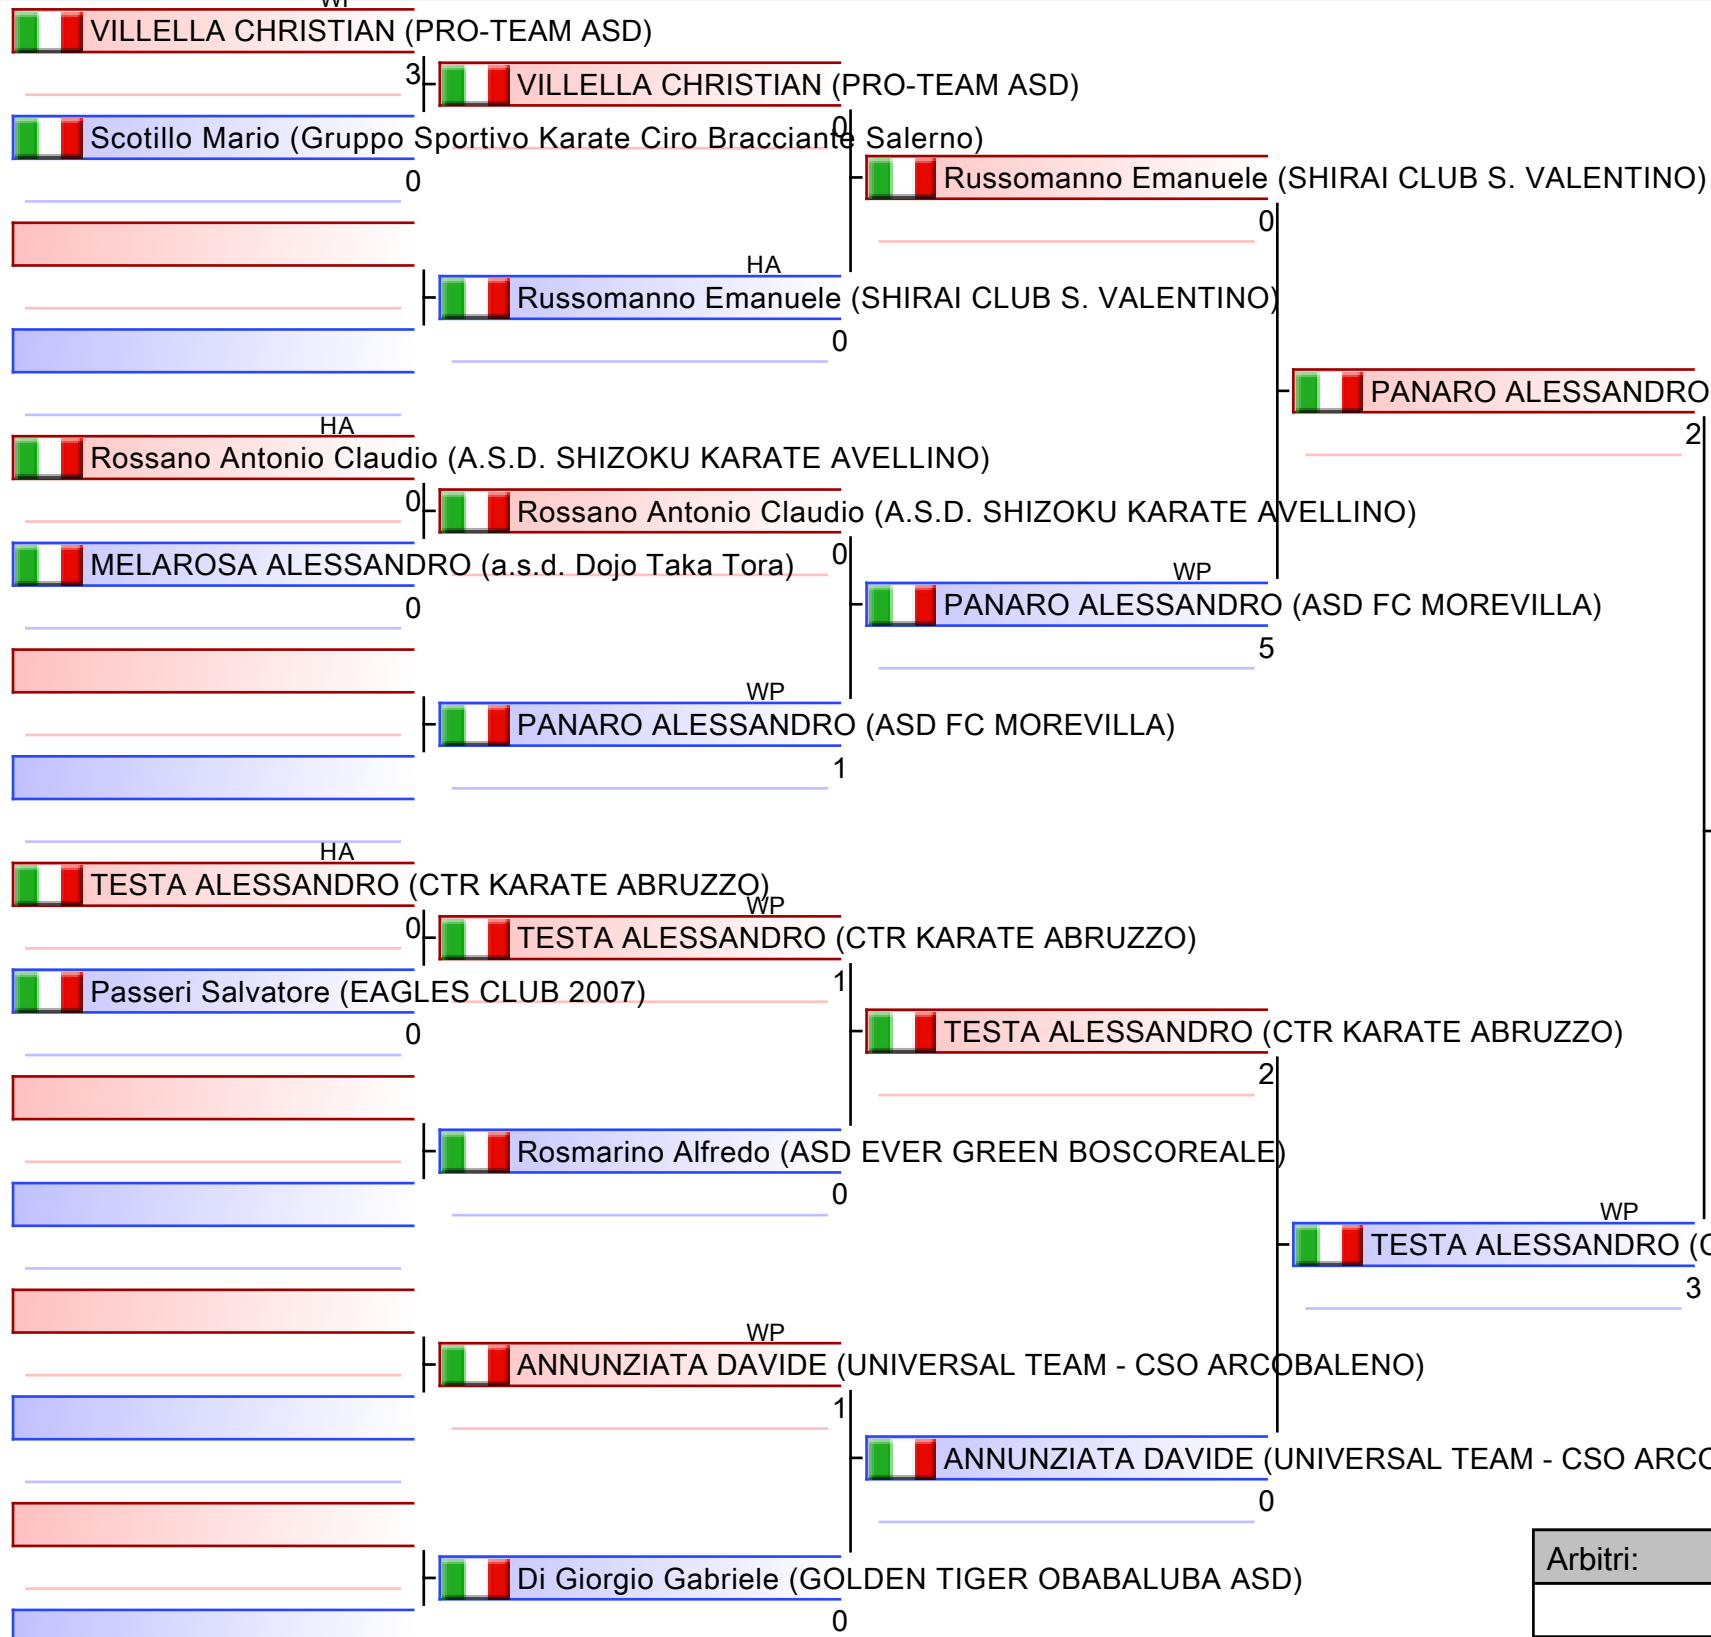 VILLELLA CHRISTIAN (PRO-TEAM ASD)
3
Scotillo Mario (Gruppo Sportivo Karate Ciro Bracciante Salerno)
0
HA
Rossano Antonio Claudio (A.S.D. SHIZOKU KARATE AVELLINO)
0
MELAROSA ALESSANDRO (a.s.d. Dojo Taka Tora)
0
HA
TESTA ALESSANDRO (CTR KARATE ABRUZZO)
0
Passeri Salvatore (EAGLES CLUB 2007)
0
VILLELLA CHRISTIAN (PRO-TEAM ASD)
0
HA
Russomanno Emanuele (SHIRAI CLUB S. VALENTINO)
0
Rossano Antonio Claudio (A.S.D. SHIZOKU KARATE AVELLINO)
0
WP
PANARO ALESSANDRO (ASD FC MOREVILLA)
1
WP
TESTA ALESSANDRO (CTR KARATE ABRUZZO)
1
Rosmarino Alfredo (ASD EVER GREEN BOSCOREALE)
0
WP
ANNUNZIATA DAVIDE (UNIVERSAL TEAM - CSO ARCOBALENO)
1
Di Giorgio Gabriele (GOLDEN TIGER OBABALUBA ASD)
0
Russomanno Emanuele (SHIRAI CLUB S. VALENTINO)
0
WP
PANARO ALESSANDRO (ASD FC MOREVILLA)
5
TESTA ALESSANDRO (CTR KARATE ABRUZZO)
2
ANNUNZIATA DAVIDE (UNIVERSAL TEAM - CSO ARCO
0
PANARO ALESSANDRO
2
WP
TESTA ALESSANDRO (
3
Arbitri: